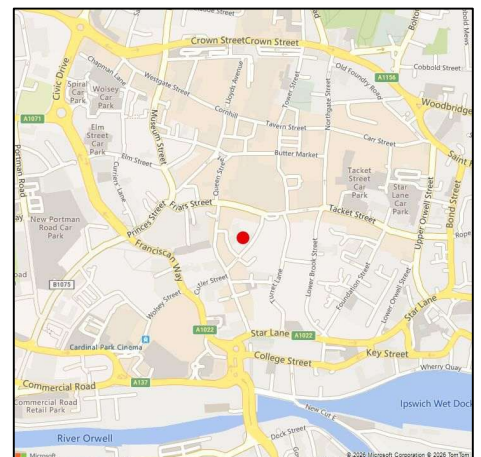 Crown Street
Crown Street
Old Foundry Road
A1156
Cobbold Street
Chapman Lane
Westgate Street
Lloyds Avenue
Tower Street
Northgate Street
Woodbridge
Civic Drive
Spiral
Car
Park
Wolsey
Car
Park
A1071
Museum Street
Cornhill
Tavern Street
Carr Street
Elm
Street
Car
Park
Elm Street
Butter Market
Portman Road
Curriers' Lane
Queen Stre
Tacket
Street
Car
Park
Star
Lane
Car
Park
Upper Orwell Street
Bond Street
Friars Street
Tacket Street
Princes Street
New Portman
Road Car
Park
Franciscan Way
Rope
B1075
Cutler Street
Turret Lane
Lower Brook Street
Foundation Street
Lower Orwell Street
Wolsey Street
Star Lane
A1022
Star Lane
A1022
Cardinal Park Cinema
College Street
Key Street
Wherry Quay
Commercial Road
A137
Commercial Road
Retail Park
New Cut E
Ipswich Wet Dock
River Orwell
Dock Street
Microsoft
© 2026 Microsoft Corporation © 2026 TomTom